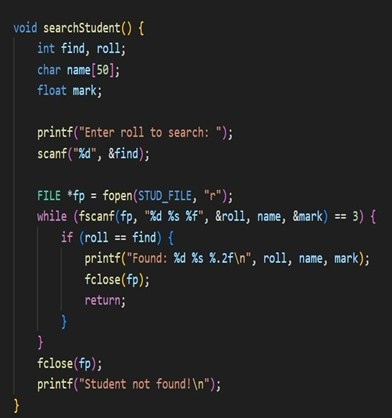 void searchStudent() {
    int find, roll;
    char name[50];
    float mark;

    printf("Enter roll to search: ");
    scanf("%d", &find);

    FILE *fp = fopen(STUD_FILE, "r");
    while (fscanf(fp, "%d %s %f", &roll, name, &mark) == 3) {
        if (roll == find) {
            printf("Found: %d %s %.2f\n", roll, name, mark);
            fclose(fp);
            return;
        }
    }
    fclose(fp);
    printf("Student not found!\n");
}